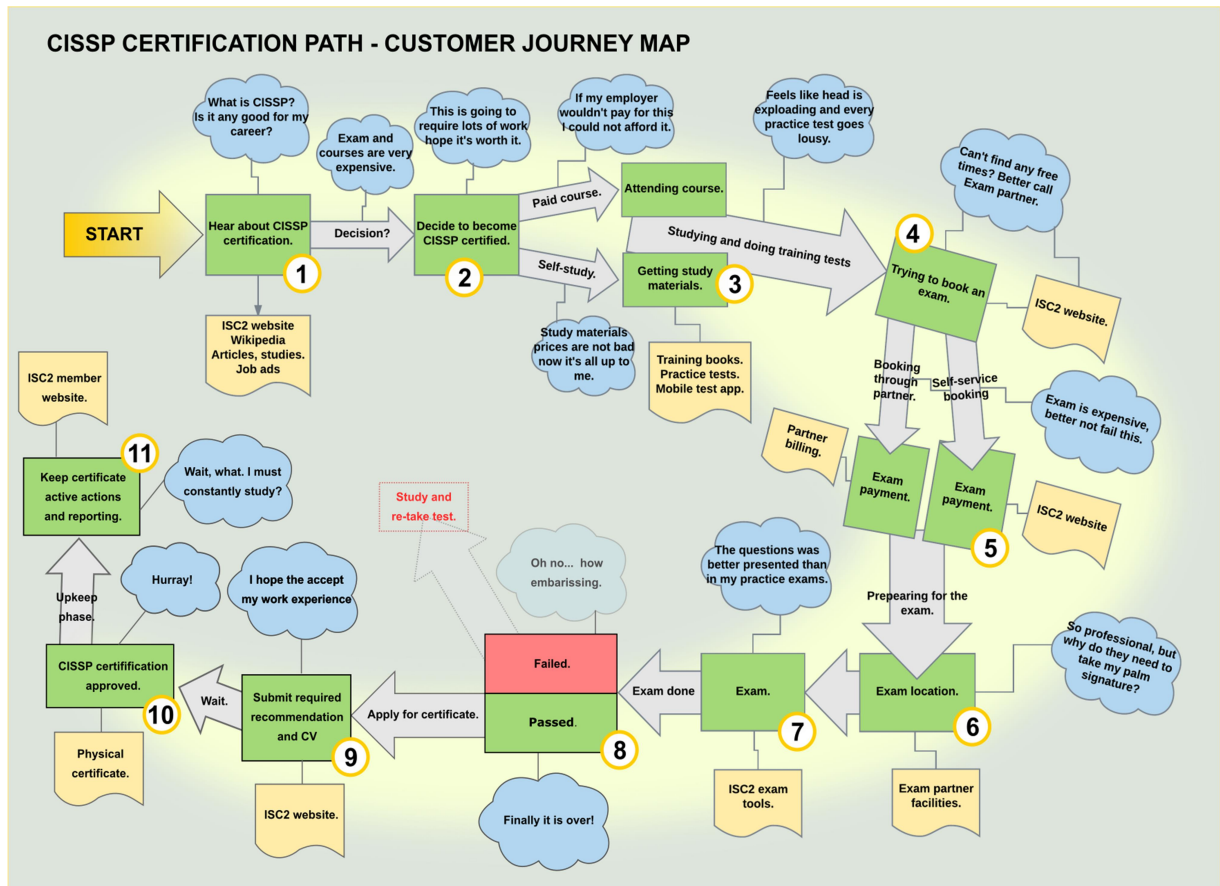 CISSP CERTIFICATION PATH - CUSTOMER JOURNEY MAP
What is CISSP?
Is it any good for my
career?
Exam and
courses are very
expensive.
This is going to
require lots of work
hope it's worth it.
If my employer
wouldn't pay for this
I could not afford it.
Feels like head is
exploading and every
practice test goes
lousy.
Can't find any free
times? Better call
Exam partner.
START
Hear about CISSP
certification.
1
Decision?
Decide to become
CISSP certified.
2
Paid course.
Attending course.
Self-study.
Getting study
materials.
3
Studying and doing training tests
4
Trying to book an
exam.
ISC2 website.
ISC2 website
Wikipedia
Articles, studies.
Job ads
Study materials
prices are not bad
now it's all up to
me.
Training books.
Practice tests.
Mobile test app.
Booking
through
partner.
Self-service
booking
Exam is expensive,
better not fail this.
Partner
billing.
Exam
payment.
Exam
payment.
5
ISC2 website
Prepearing for the
exam.
So professional, but
why do they need to
take my palm
signature?
Exam location.
6
Exam partner
facilities.
The questions was
better presented than
in my practice exams.
Exam.
7
ISC2 exam
tools.
Exam done
Oh no... how
embarissing.
Study and
re-take test.
Failed.
Passed.
8
Finally it is over!
Apply for certificate.
I hope the accept
my work experience
Submit required
recommendation
and CV
9
ISC2 website.
Wait.
Hurray!
CISSP certiffication
approved.
10
Physical
certificate.
Upkeep
phase.
Wait, what. I must
constantly study?
11
Keep certificate
active actions
and reporting.
ISC2 member
website.